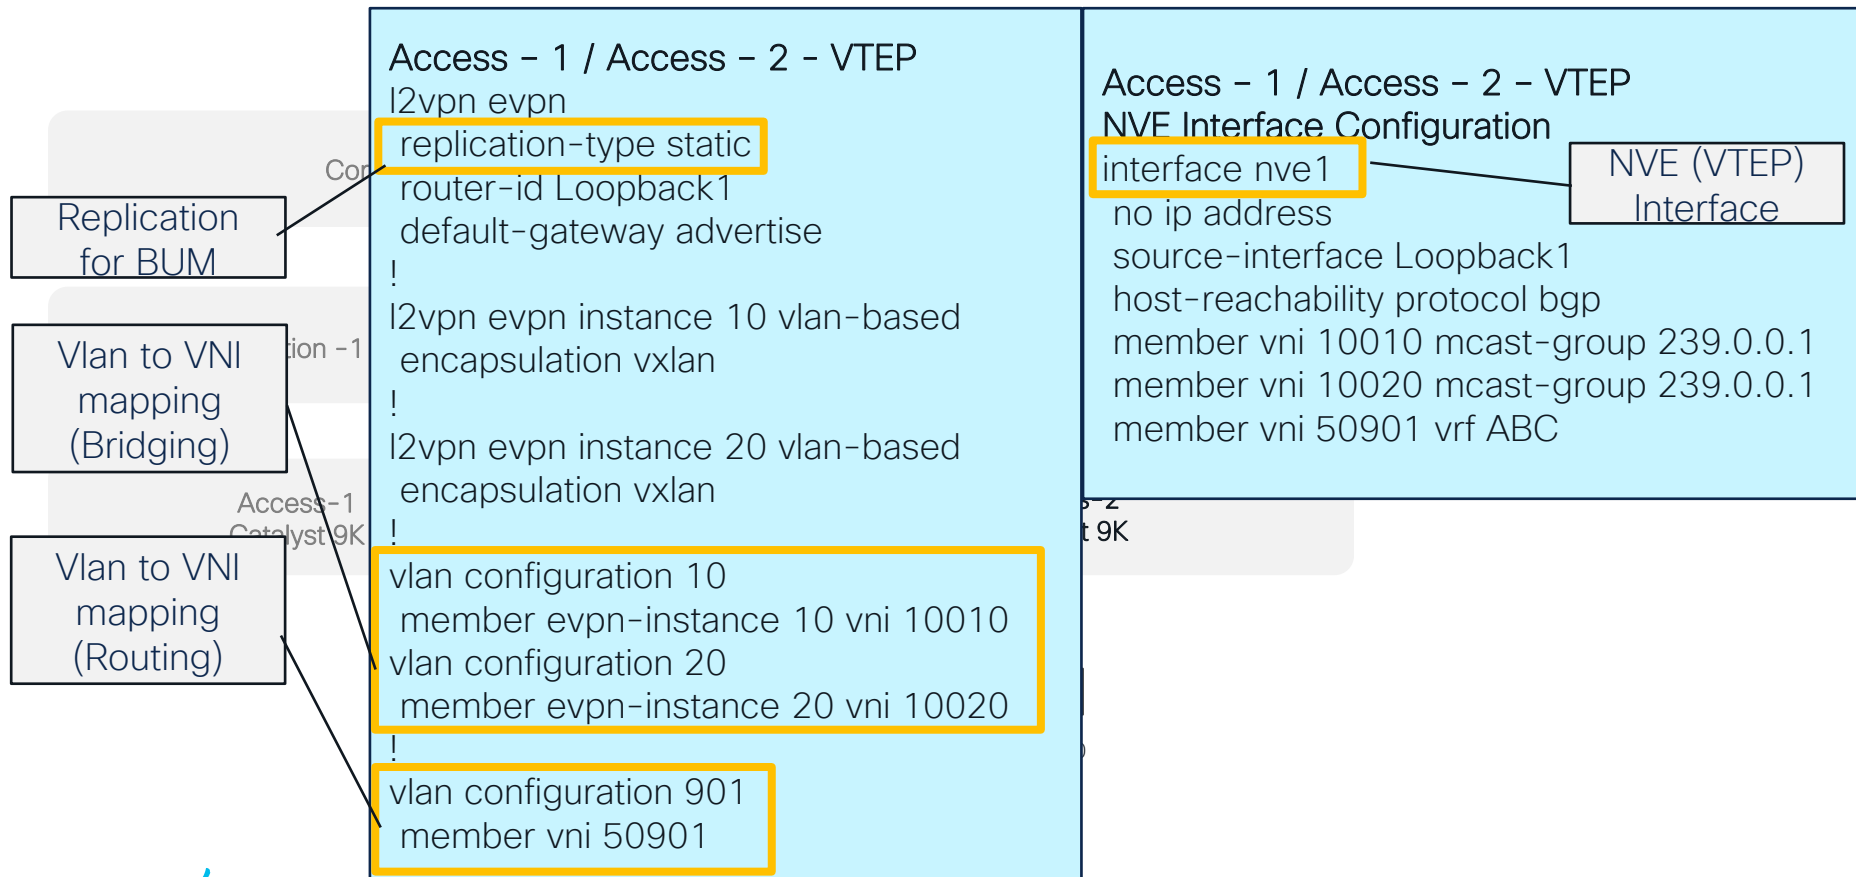 Access – 1 / Access – 2 - VTEP
l2vpn evpn
replication-type static
router-id Loopback1
default-gateway advertise
!
l2vpn evpn instance 10 vlan-based
encapsulation vxlan
!
l2vpn evpn instance 20 vlan-based
encapsulation vxlan
!
vlan configuration 10
member evpn-instance 10 vni 10010
vlan configuration 20
member evpn-instance 20 vni 10020
!
vlan configuration 901
member vni 50901
Access – 1 / Access – 2 - VTEP
NVE Interface Configuration
interface nve1
no ip address
source-interface Loopback1
host-reachability protocol bgp
member vni 10010 mcast-group 239.0.0.1
member vni 10020 mcast-group 239.0.0.1
member vni 50901 vrf ABC
NVE (VTEP)
Interface
Replication
for BUM
Vlan to VNI
mapping
(Bridging)
Vlan to VNI
mapping
(Routing)
-1
Access-1
Catalyst 9K
9K